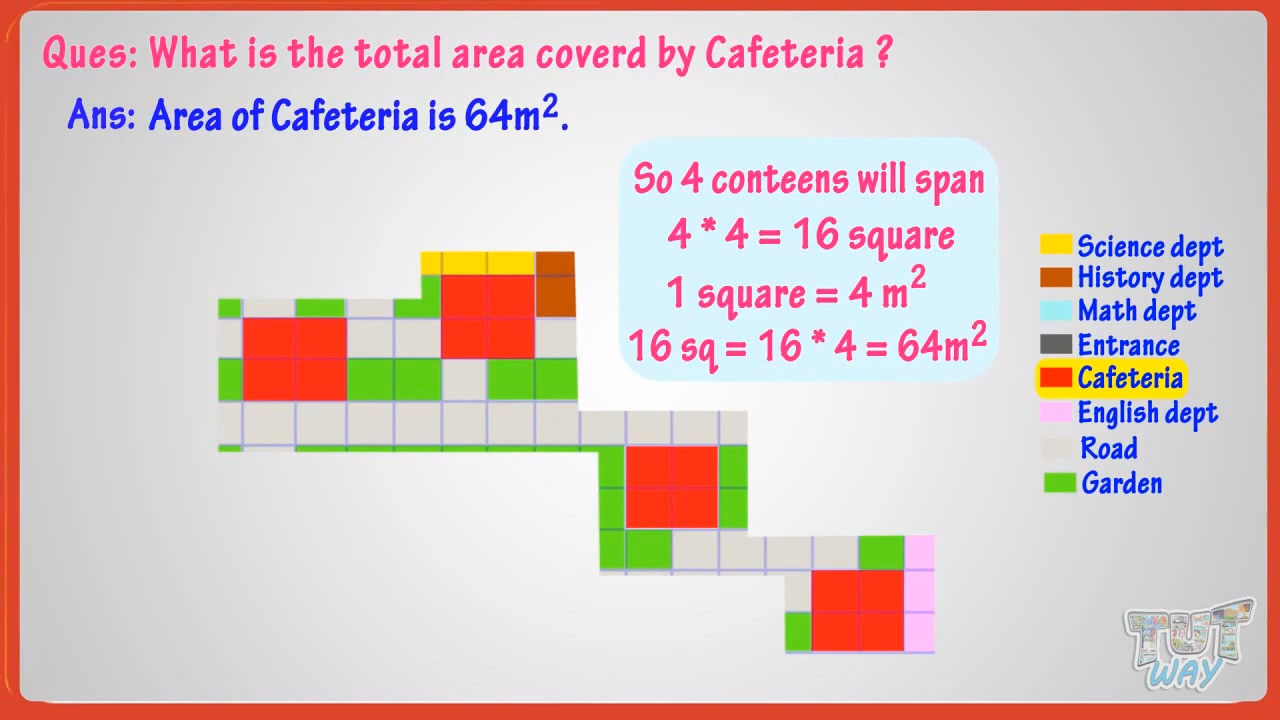 Ques: What is the total area coverd by Cafeteria ?
Ans: Area of Cafeteria is 64m².
So 4 conteens will span
4 * 4 = 16 square
1 square = 4 m²
16 sq = 16 * 4 = 64m²
Science dept
History dept
Math dept
Entrance
Cafeteria
English dept
Road
Garden
TUT
WAY